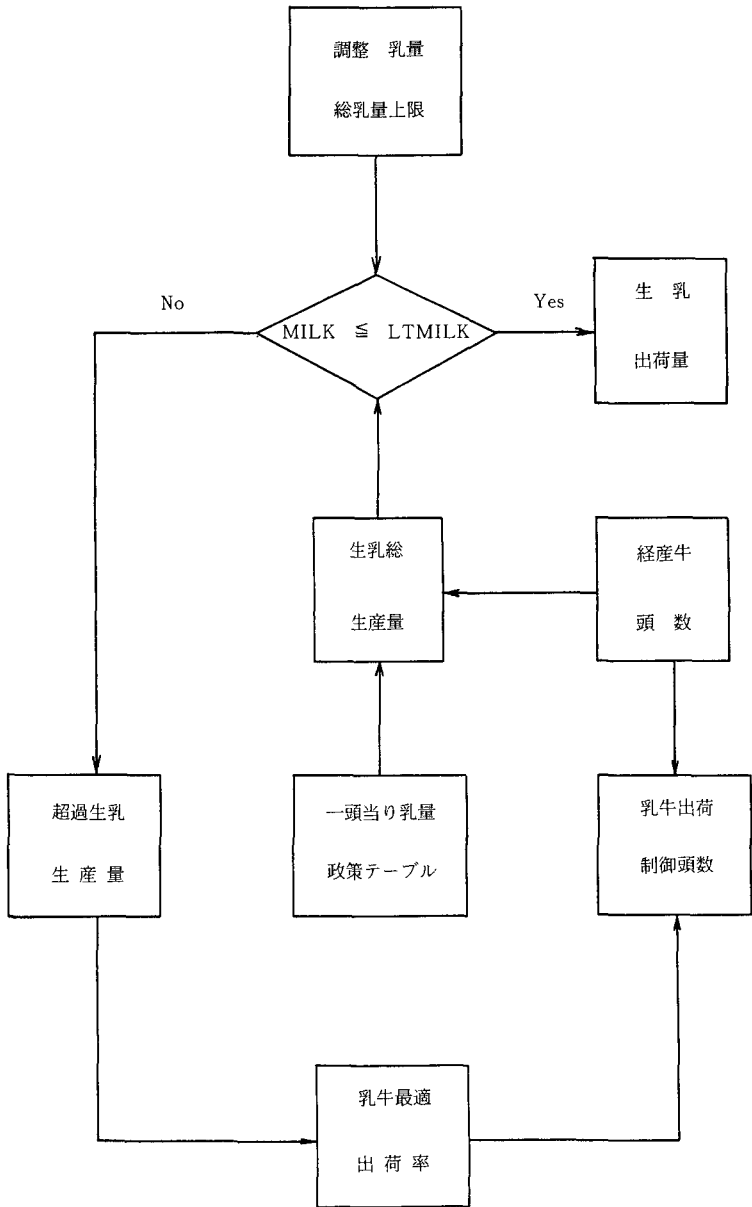 調整 乳量
総乳量上限
No
MILK ≦ LTMILK
Yes
生 乳
出荷量
生乳総
生産量
経産牛
頭 数
超過生乳
生 産 量
一頭当り乳量
政策テーブル
乳牛出荷
制御頭数
乳牛最適
出 荷 率